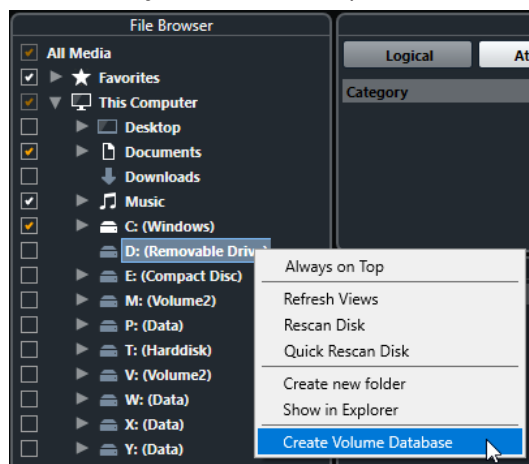 File Browser
All Media
Logical
Favorites
Category
This Computer
Desktop
Documents
Downloads
Music
C: (Windows)
D: (Removable
Always on Top
E: (Compact Disc)
M: (Volume2)
Refresh Views
P: (Data)
Rescan Disk
T: (Harddisk)
Quick Rescan Disk
V: (Volume2)
Create new folder
W: (Data)
Show in Explorer
X: (Data)
Create Volume Database
Y: (Data)